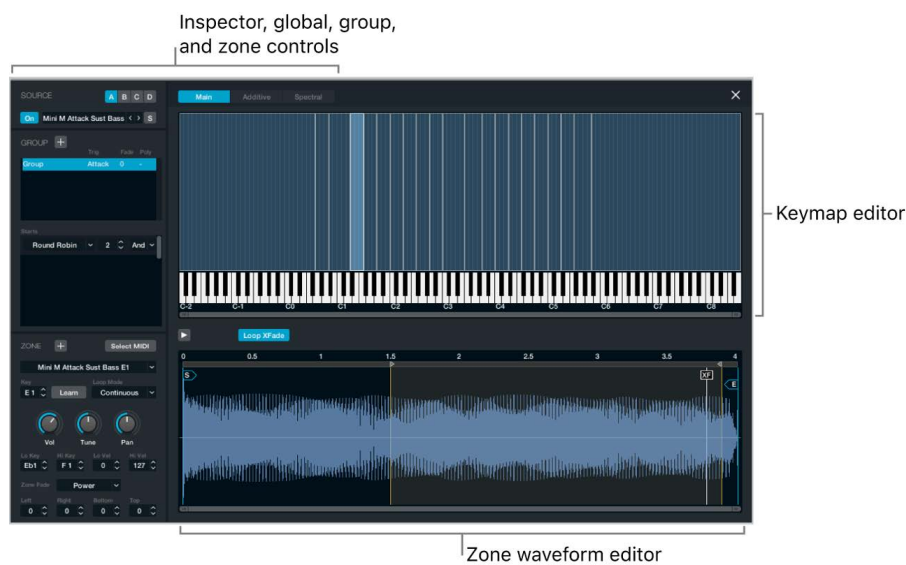 Inspector, global, group,
and zone controls
SOURCE A B C D
On Mini M Attack Sust Bass < > S
GROUP +
Trig Fade Poly
Group Attack 0 -
Starts
Round Robin 2 And
ZONE + Select MIDI
Mini M Attack Sust Bass E1
Key Loop Mode
E 1 Learn Continuous
Vol Tune Pan
Lo Key Hi Key Lo Vel Hi Vel
Eb1 F 1 0 127
Zone Fade Power
Left Right Bottom Top
0 0 0 0
Main Additive Spectral
C-2 C-1 C0 C1 C2 C3 C4 C5 C6 C7 C8
Keymap editor
Loop XFade
0 0.5 1 1.5 2 2.5 3 3.5 4
S XF E
Zone waveform editor